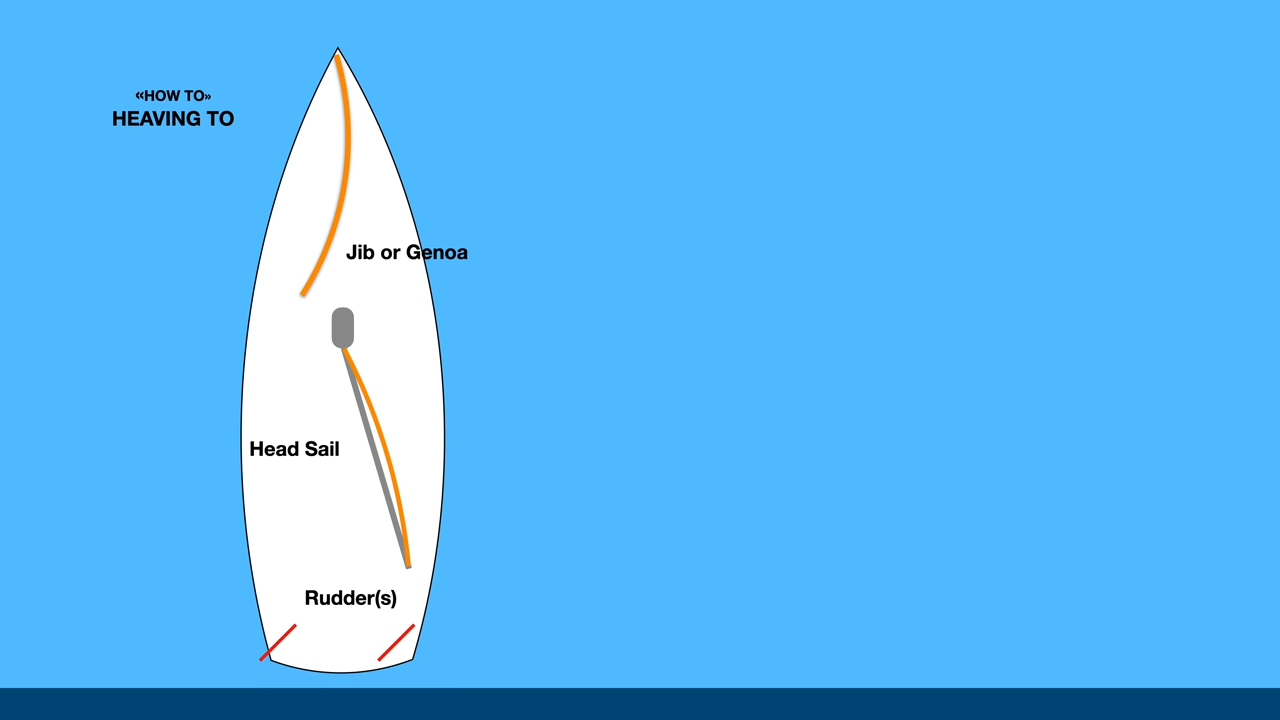 «HOW TO»
HEAVING TO
Jib or Genoa
Head Sail
Rudder(s)